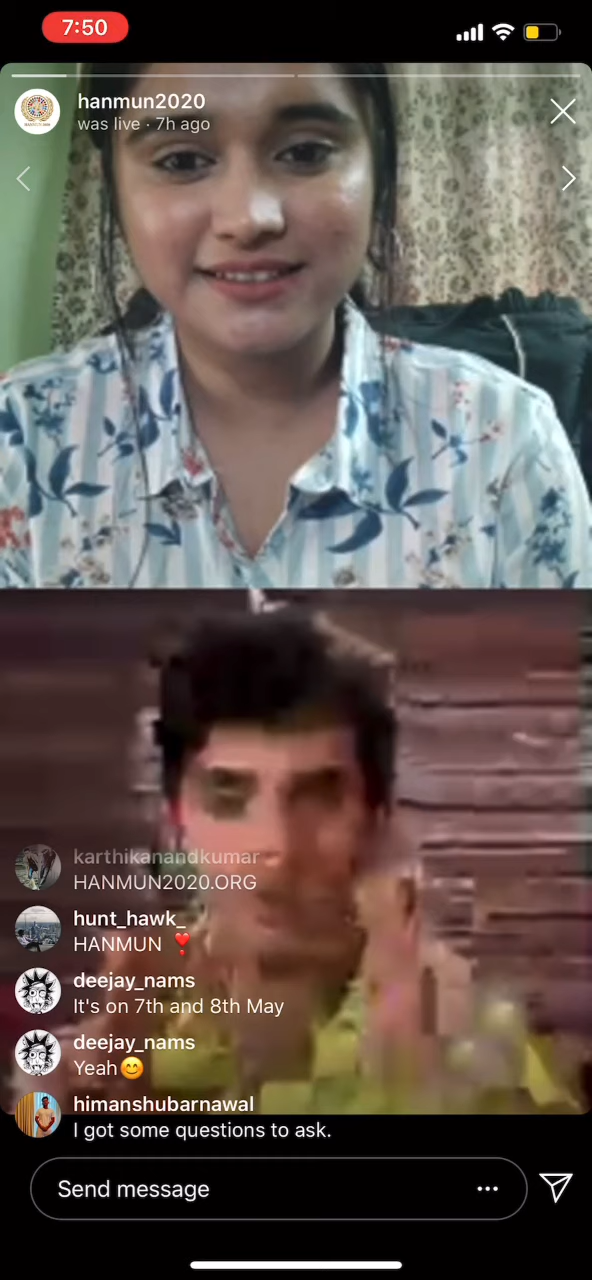 7:50
hanmun2020
was live · 7h ago
karthikanandkumar
HANMUN2020.ORG
hunt_hawk_
HANMUN ❣️
deejay_nams
It's on 7th and 8th May
deejay_nams
Yeah😊
himanshubarnawal
I got some questions to ask.
Send message